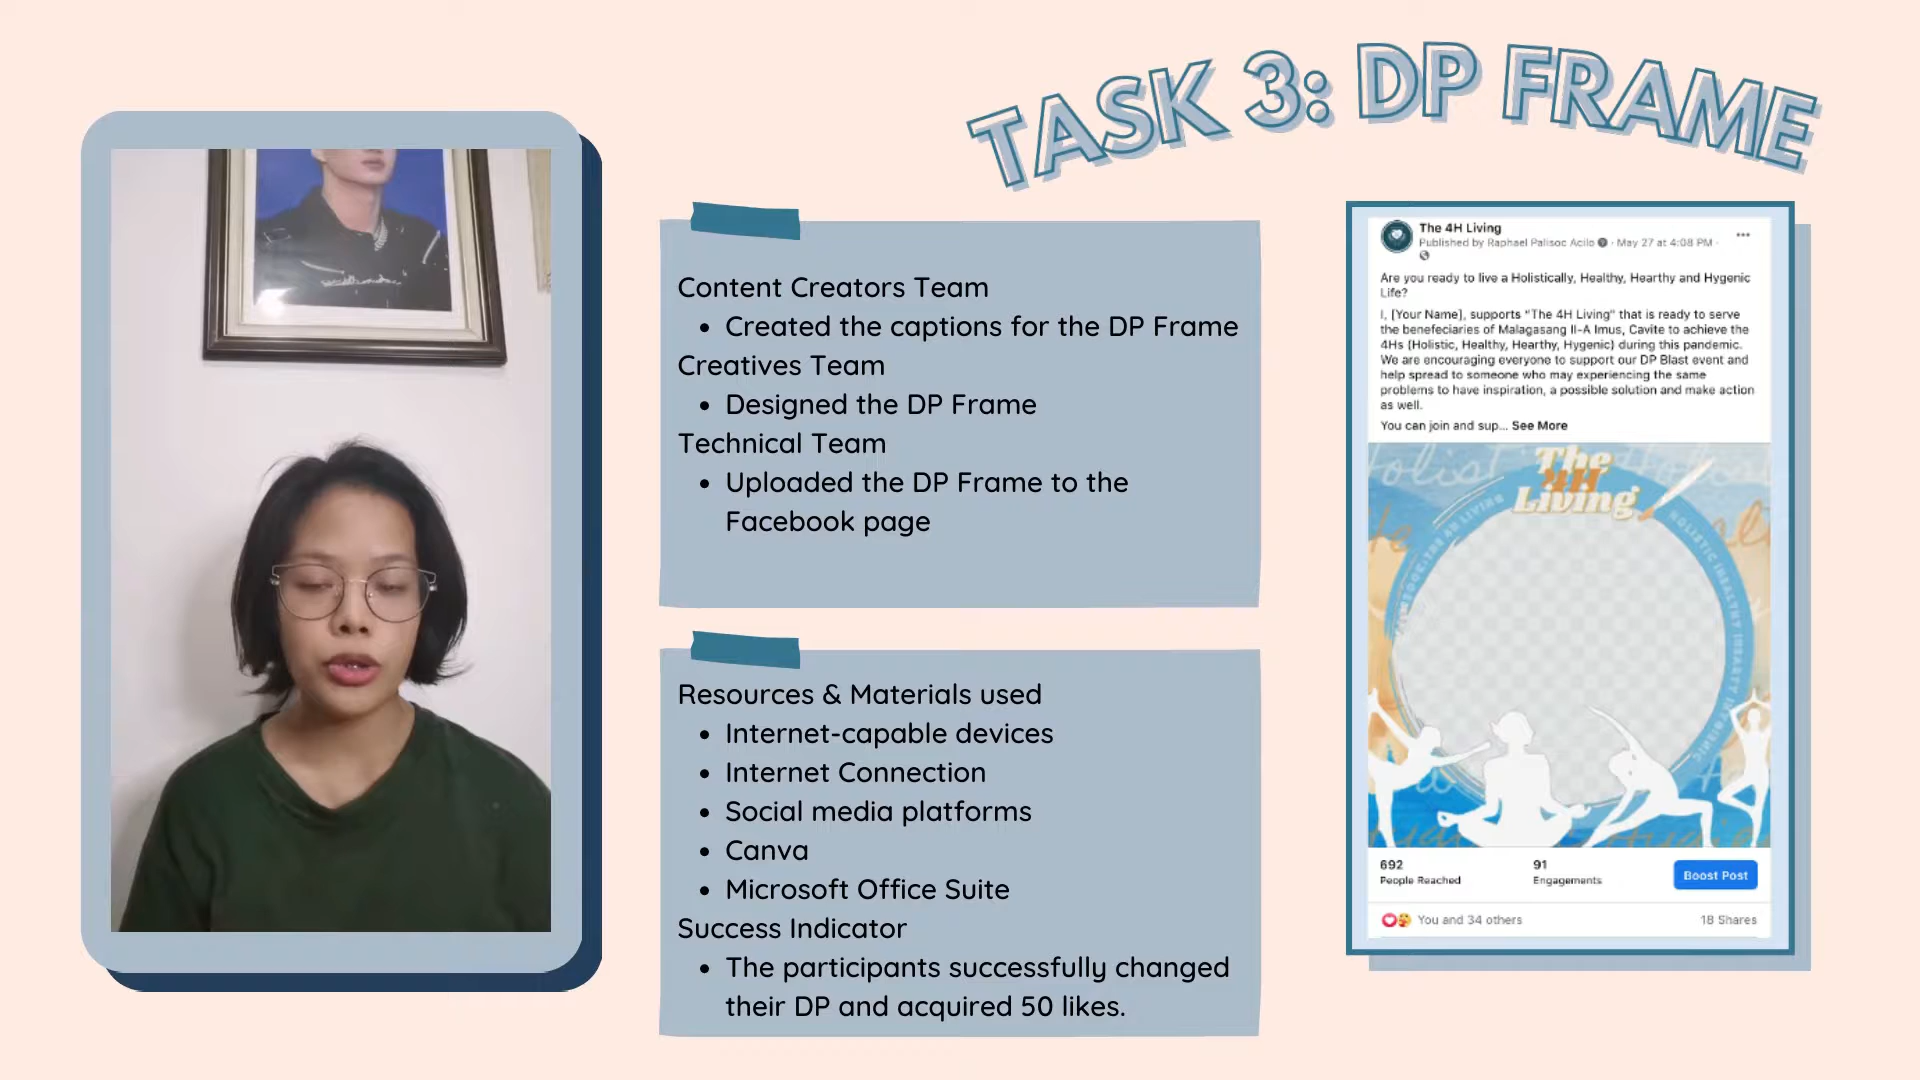 TASK 3: DP FRAME
Content Creators Team
• Created the captions for the DP Frame
Creatives Team
• Designed the DP Frame
Technical Team
• Uploaded the DP Frame to the
Facebook page
Resources & Materials used
• Internet-capable devices
• Internet Connection
• Social media platforms
• Canva
• Microsoft Office Suite
Success Indicator
• The participants successfully changed
their DP and acquired 50 likes.
The 4H Living
Published by Raphael Palisoc Acilo · May 27 at 4:08 PM ·
Are you ready to live a Holistically, Healthy, Hearthy and Hygenic
Life?
I, [Your Name], supports "The 4H Living" that is ready to serve
the benefeciaries of Malagasang II-A Imus, Cavite to achieve the
4Hs (Holistic, Healthy, Hearthy, Hygenic) during this pandemic.
We are encouraging everyone to support our DP Blast event and
help spread to someone who may experiencing the same
problems to have inspiration, a possible solution and make action
as well.
You can join and sup... See More
The
4H
Living
692
People Reached
91
Engagements
Boost Post
You and 34 others
18 Shares